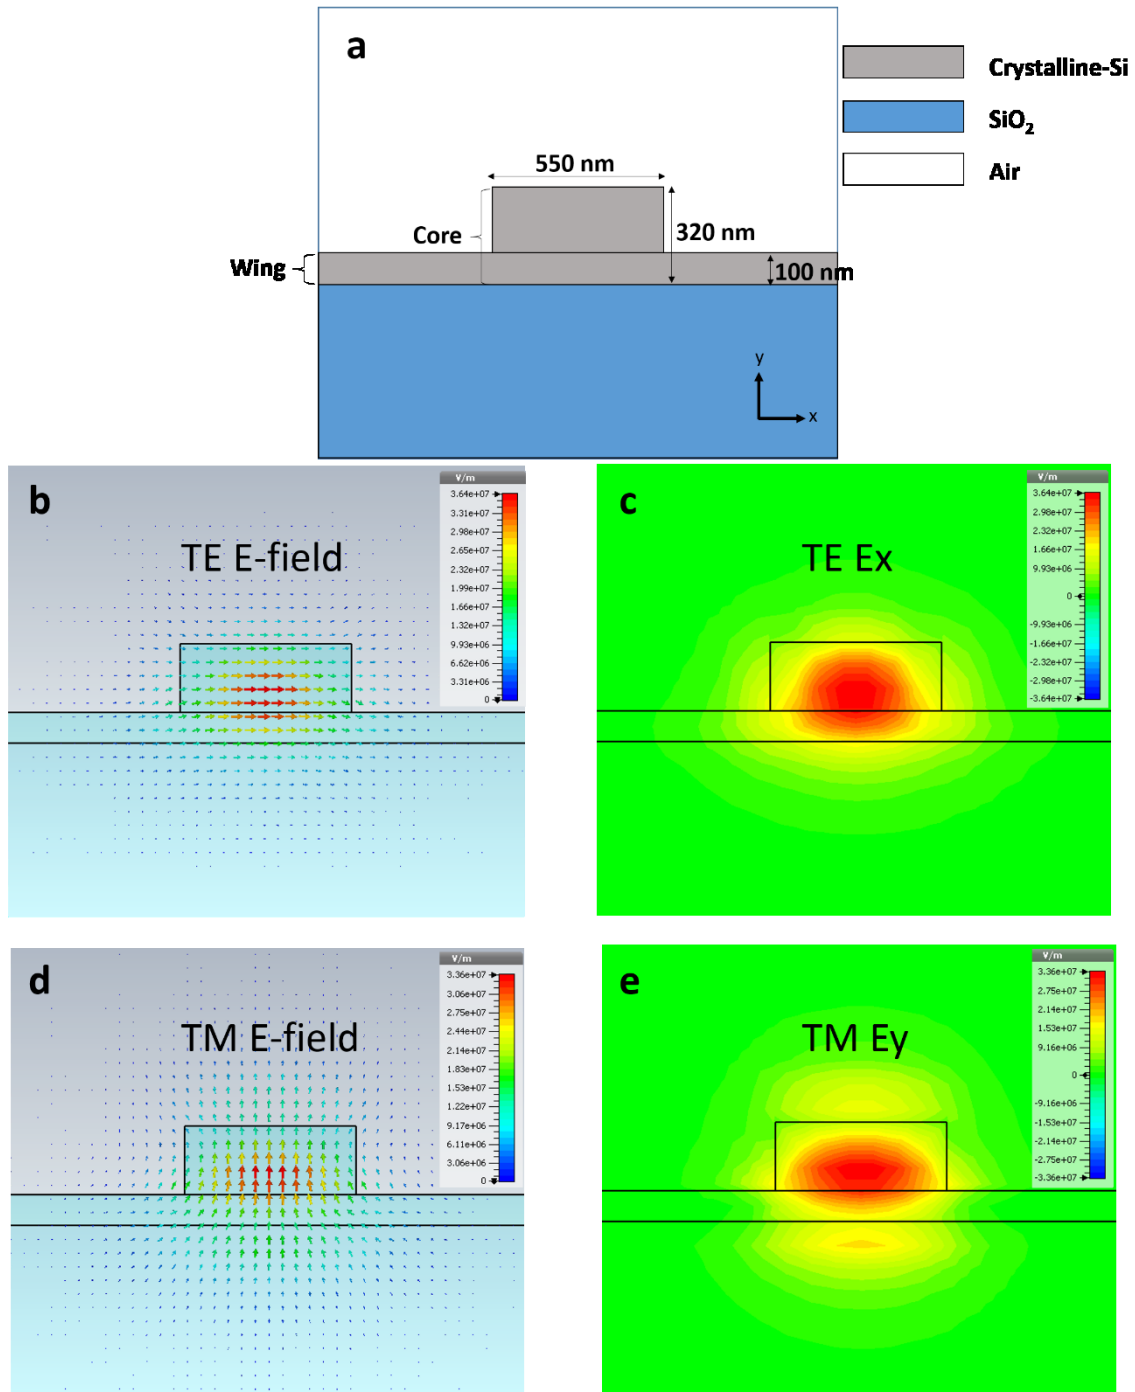 a
Crystalline-Si
SiO₂
Air
550 nm
Core
320 nm
Wing
100 nm
y
x
b
TE E-field
V/m
3.64e+07
3.31e+07
2.98e+07
2.65e+07
2.32e+07
1.99e+07
1.66e+07
1.32e+07
9.93e+06
6.62e+06
3.31e+06
0
c
TE Ex
V/m
3.64e+07
2.98e+07
2.32e+07
1.66e+07
9.93e+06
0
-9.93e+06
-1.66e+07
-2.32e+07
-2.98e+07
-3.64e+07
d
TM E-field
V/m
3.36e+07
3.06e+07
2.75e+07
2.44e+07
2.14e+07
1.83e+07
1.53e+07
1.22e+07
9.17e+06
6.11e+06
3.06e+06
0
e
TM Ey
V/m
3.36e+07
2.75e+07
2.14e+07
1.53e+07
9.16e+06
0
-9.16e+06
-1.53e+07
-2.14e+07
-2.75e+07
-3.36e+07